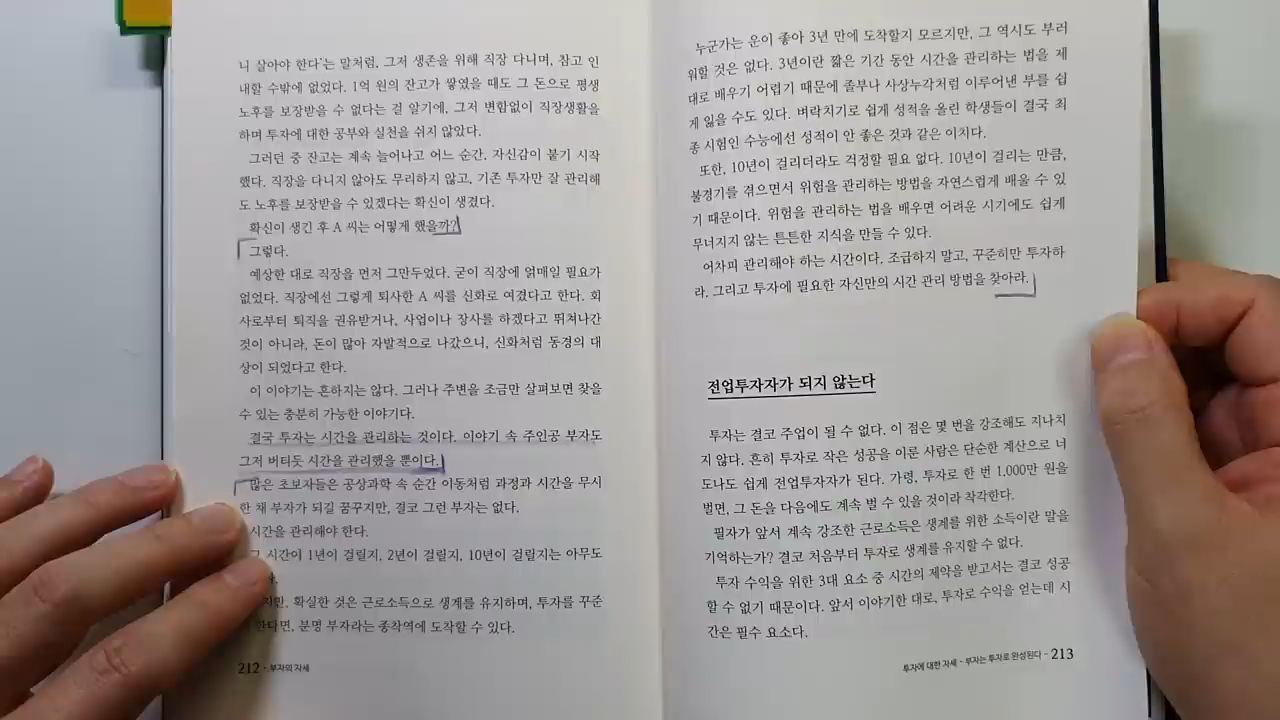 니 살아야 한다'는 말처럼, 그저 생존을 위해 직장 다니며, 참고 인
내할 수밖에 없었다. 1억 원의 잔고가 쌓였을 때도 그 돈으로 평생
노후를 보장받을 수 없다는 걸 알기에, 그저 변함없이 직장생활을
하며 투자에 대한 공부와 실천을 쉬지 않았다.
그러던 중 잔고는 계속 늘어나고 어느 순간, 자신감이 붙기 시작
했다. 직장을 다니지 않아도 무리하지 않고, 기존 투자만 잘 관리해
도 노후를 보장받을 수 있겠다는 확신이 생겼다.
확신이 생긴 후 A 씨는 어떻게 했을까?
그렇다.
예상한 대로 직장을 먼저 그만두었다. 굳이 직장에 얽매일 필요가
없었다. 직장에선 그렇게 퇴사한 A 씨를 신화로 여겼다고 한다. 회
사로부터 퇴직을 권유받거나, 사업이나 장사를 하겠다고 뛰쳐나간
것이 아니라, 돈이 많아 자발적으로 나갔으니, 신화처럼 동경의 대
상이 되었다고 한다.
이 이야기는 흔하지는 않다. 그러나 주변을 조금만 살펴보면 찾을
수 있는 충분히 가능한 이야기다.
결국 투자는 시간을 관리하는 것이다. 이야기 속 주인공 부자도
그저 버티듯 시간을 관리했을 뿐이다.
많은 초보자들은 공상과학 속 순간 이동처럼 과정과 시간을 무시
한 채 부자가 되길 꿈꾸지만, 결코 그런 부자는 없다.
시간을 관리해야 한다.
그 시간이 1년이 걸릴지, 2년이 걸릴지, 10년이 걸릴지는 아무도
확실한 것은 근로소득으로 생계를 유지하며, 투자를 꾸준
한다면, 분명 부자라는 종착역에 도착할 수 있다.
212 · 부자의 자세
누군가는 운이 좋아 3년 만에 도착할지 모르지만, 그 역시도 부러
워할 것은 없다. 3년이란 짧은 기간 동안 시간을 관리하는 법을 제
대로 배우기 어렵기 때문에 졸부나 사상누각처럼 이루어낸 부를 쉽
게 잃을 수도 있다. 벼락치기로 쉽게 성적을 올린 학생들이 결국 최
종 시험인 수능에선 성적이 안 좋은 것과 같은 이치다.
또한, 10년이 걸리더라도 걱정할 필요 없다. 10년이 걸리는 만큼,
불경기를 겪으면서 위험을 관리하는 방법을 자연스럽게 배울 수 있
기 때문이다. 위험을 관리하는 법을 배우면 어려운 시기에도 쉽게
무너지지 않는 튼튼한 지식을 만들 수 있다.
어차피 관리해야 하는 시간이다. 조급하지 말고, 꾸준히만 투자하
라. 그리고 투자에 필요한 자신만의 시간 관리 방법을 찾아라.
전업투자자가 되지 않는다
투자는 결코 주업이 될 수 없다. 이 점은 몇 번을 강조해도 지나치
지 않다. 흔히 투자로 작은 성공을 이룬 사람은 단순한 계산으로 너
도나도 쉽게 전업투자자가 된다. 가령, 투자로 한 번 1,000만 원을
벌면, 그 돈을 다음에도 계속 벌 수 있을 것이라 착각한다.
필자가 앞서 계속 강조한 근로소득은 생계를 위한 소득이란 말을
기억하는가? 결코 처음부터 투자로 생계를 유지할 수 없다.
투자 수익을 위한 3대 요소 중 시간의 제약을 받고서는 결코 성공
할 수 없기 때문이다. 앞서 이야기한 대로, 투자로 수익을 얻는데 시
간은 필수 요소다.
투자에 대한 자세 - 부자는 투자로 완성된다 - 213